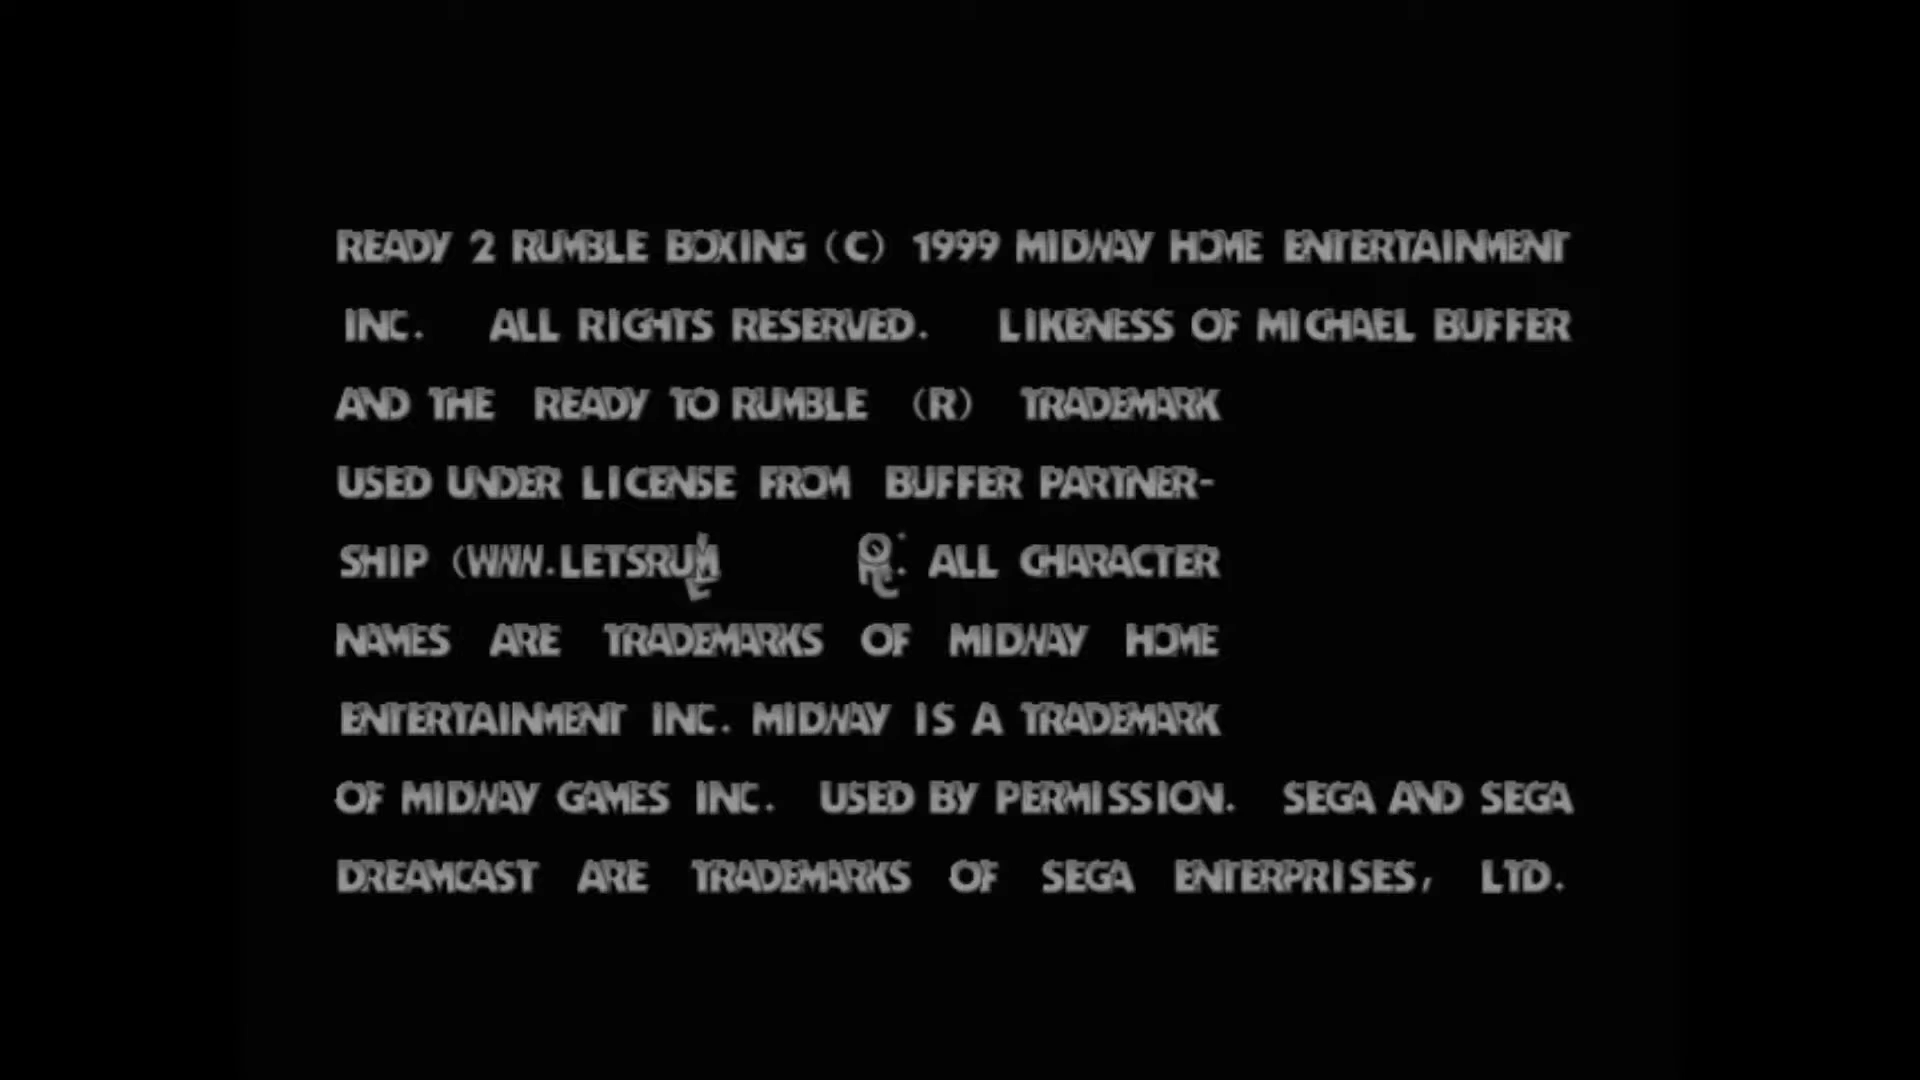 READY 2 RUMBLE BOXING (C) 1999 MIDWAY HOME ENTERTAINMENT
INC. ALL RIGHTS RESERVED. LIKENESS OF MICHAEL BUFFER
AND THE READY TO RUMBLE (R) TRADEMARK
USED UNDER LICENSE FROM BUFFER PARTNER-
SHIP ALL CHARACTER
NAMES ARE TRADEMARKS OF MIDWAY HOME
ENTERTAINMENT INC. MIDWAY IS A TRADEMARK
OF MIDWAY GAMES INC. USED BY PERMISSION. SEGA AND SEGA
DREAMCAST ARE TRADEMARKS OF SEGA ENTERPRISES, LTD.